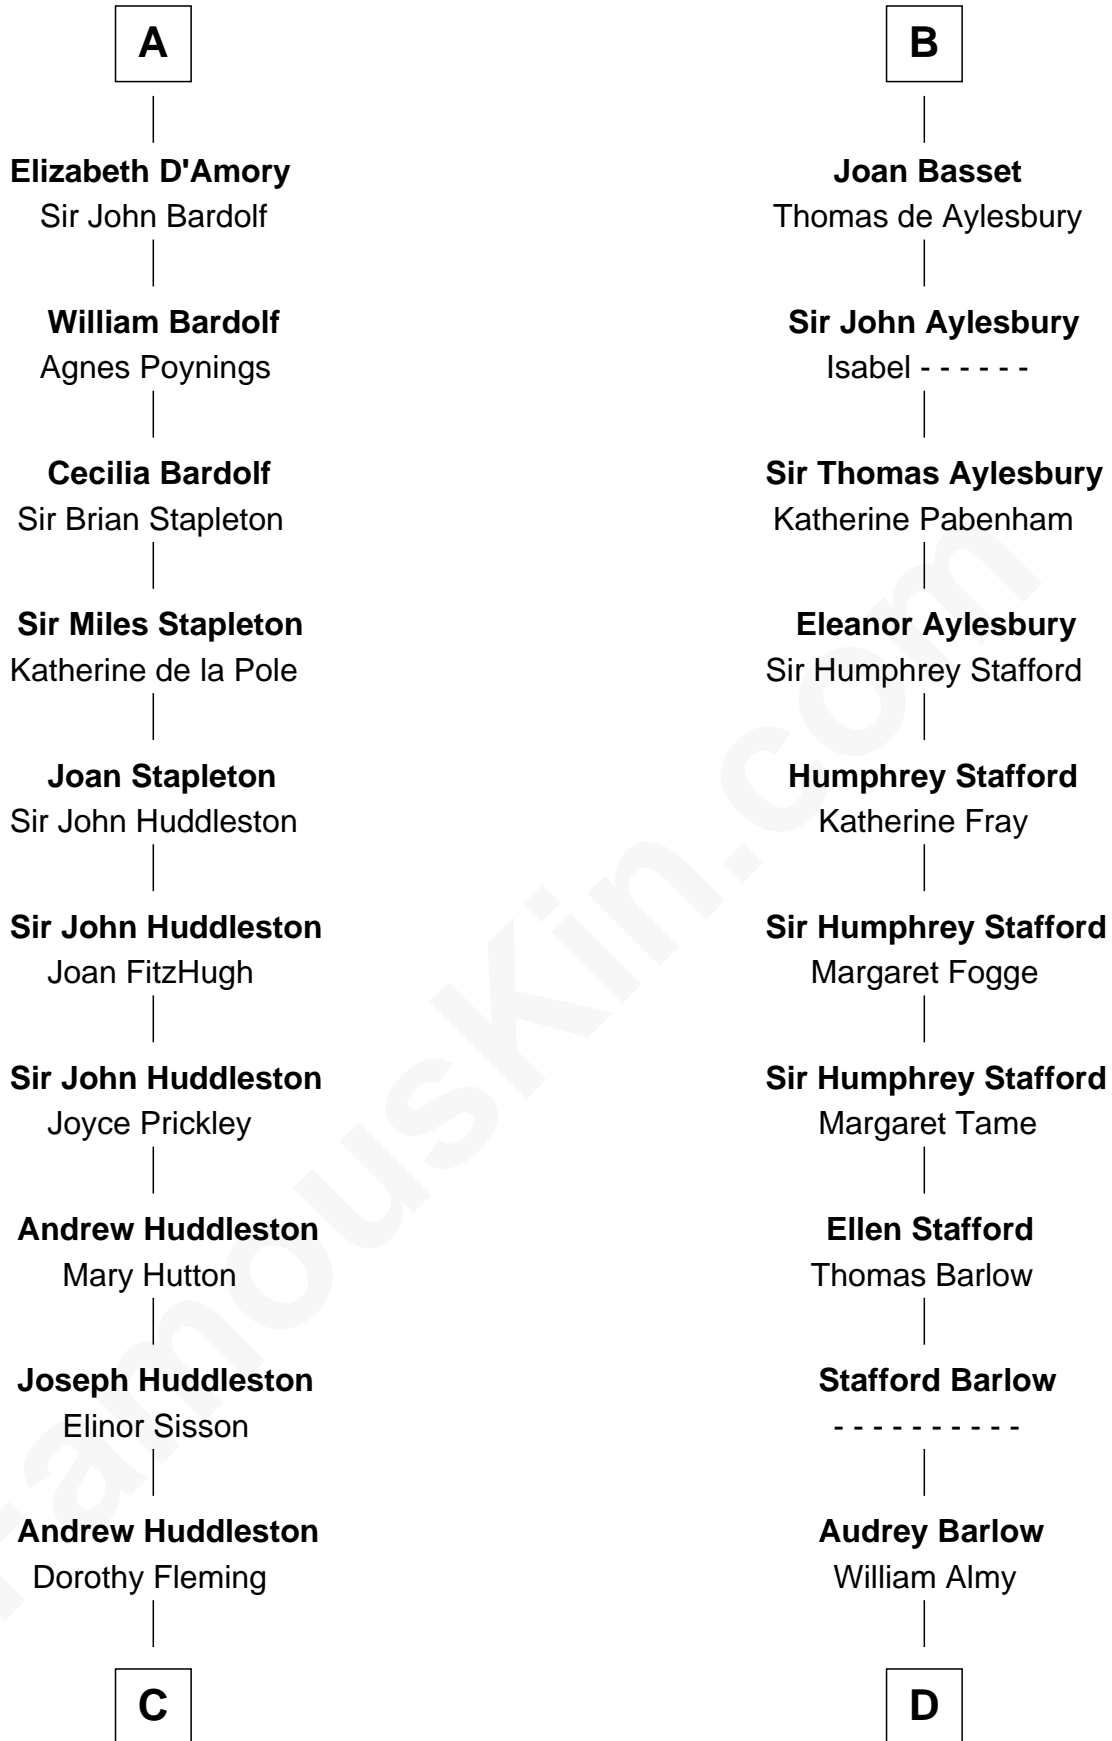 A
Elizabeth D'Amory
Sir John Bardolf
William Bardolf
Agnes Poynings
Cecilia Bardolf
Sir Brian Stapleton
Sir Miles Stapleton
Katherine de la Pole
Joan Stapleton
Sir John Huddleston
Sir John Huddleston
Joan FitzHugh
Sir John Huddleston
Joyce Prickley
Andrew Huddleston
Mary Hutton
Joseph Huddleston
Elinor Sisson
Andrew Huddleston
Dorothy Fleming
C
B
Joan Basset
Thomas de Aylesbury
Sir John Aylesbury
Isabel - - - - - -
Sir Thomas Aylesbury
Katherine Pabenham
Eleanor Aylesbury
Sir Humphrey Stafford
Humphrey Stafford
Katherine Fray
Sir Humphrey Stafford
Margaret Fogge
Sir Humphrey Stafford
Margaret Tame
Ellen Stafford
Thomas Barlow
Stafford Barlow
- - - - - - - - - -
Audrey Barlow
William Almy
D
FamousKin.com